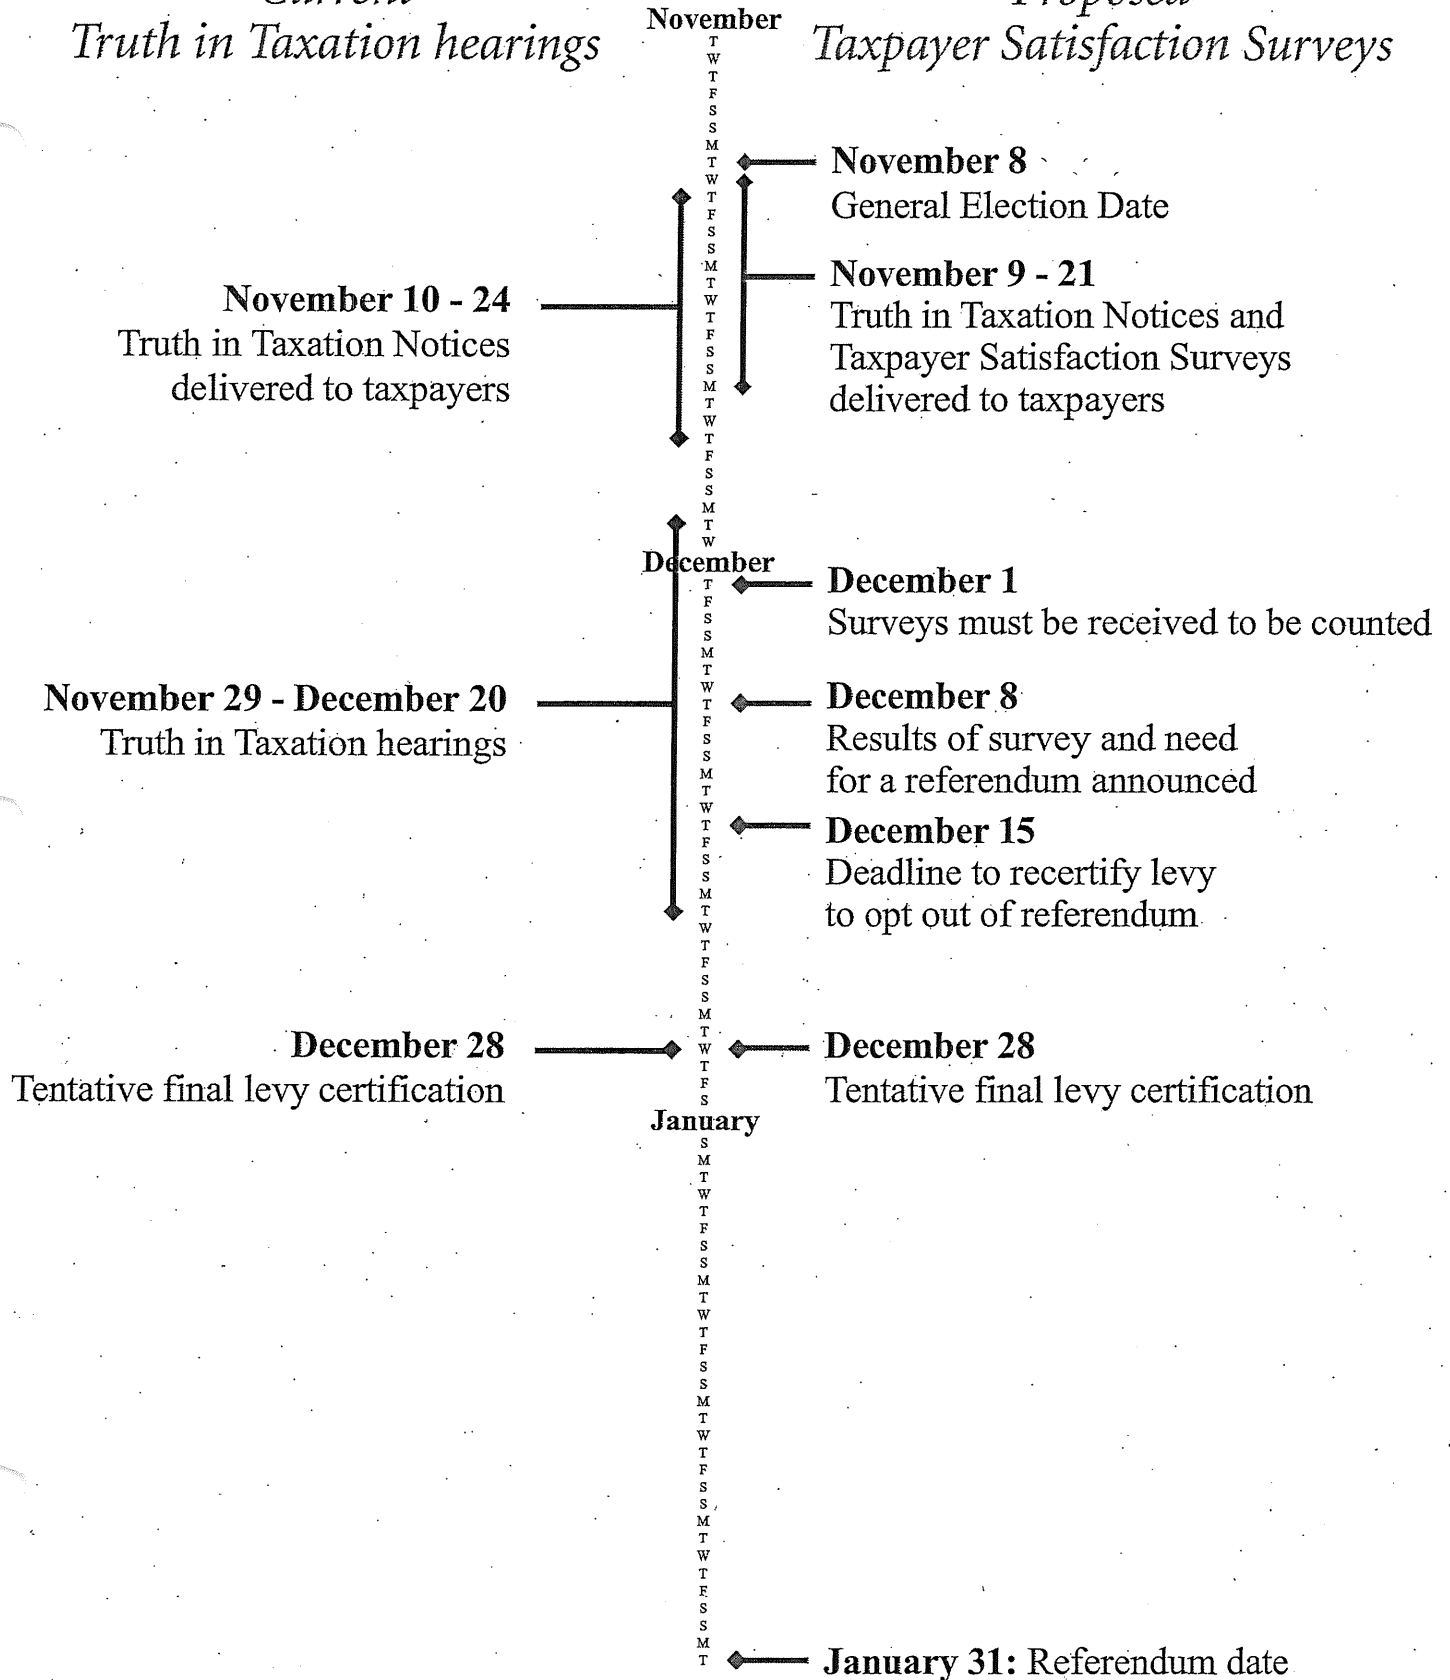 Current
Truth in Taxation hearings
November 10 - 24
Truth in Taxation Notices
delivered to taxpayers
November 29 - December 20
Truth in Taxation hearings
December 28
Tentative final levy certification
November
T
W
T
F
S
S
M
T
W
T
F
S
S
M
T
W
T
F
S
S
M
T
W
T
F
S
S
M
T
W
December
T
F
S
S
M
T
W
T
F
S
S
M
T
W
T
F
S
S
M
T
W
T
F
S
S
M
T
W
T
F
S
January
S
M
T
W
T
F
S
S
M
T
W
T
F
S
S
M
T
W
T
F
S
S
M
T
W
T
F
S
S
M
T
Proposed
Taxpayer Satisfaction Surveys
November 8
General Election Date
November 9 - 21
Truth in Taxation Notices and
Taxpayer Satisfaction Surveys
delivered to taxpayers
December 1
Surveys must be received to be counted
December 8
Results of survey and need
for a referendum announced
December 15
Deadline to recertify levy
to opt out of referendum
December 28
Tentative final levy certification
January 31: Referendum date